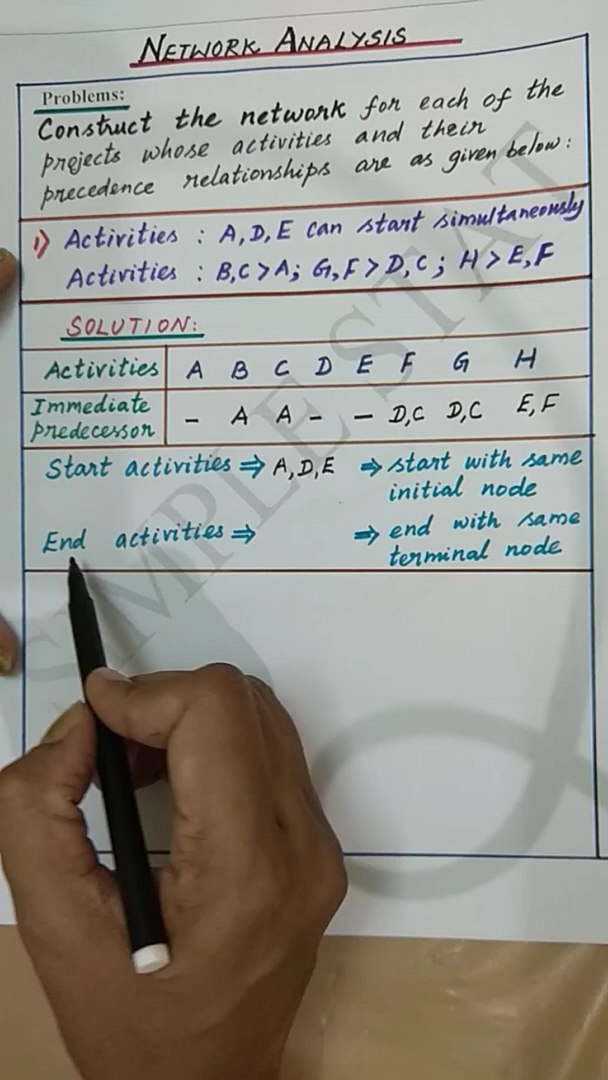 NETWORK ANALYSIS
Problems:
Construct the network for each of the
projects whose activities and their
precedence relationships are as given below:
1) Activities : A, D, E can start simultaneously
Activities : B,C > A; G,F > D,C; H > E,F
SOLUTION:
Activities A B C D E F G H
Immediate predecessor - A A - - D,C D,C E,F
Start activities ⇒ A,D,E ⇒ start with same
initial node
End activities ⇒ ⇒ end with same
terminal node
SIMPLE STAT